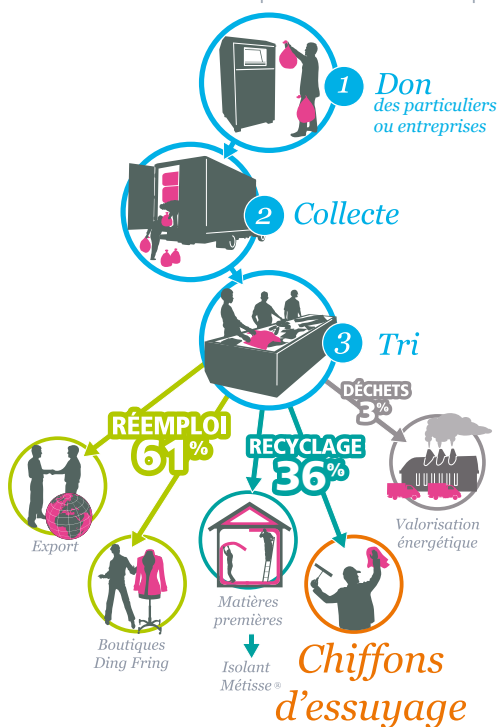 1 Don
des particuliers
ou entreprises
2 Collecte
3 Tri
DÉCHETS
3%
RÉEMPLOI
61%
RECYCLAGE
36%
Export
Valorisation
énergétique
Boutiques
Ding Fring
Matières
premières
Isolant
Métisse®
Chiffons
d'essuyage